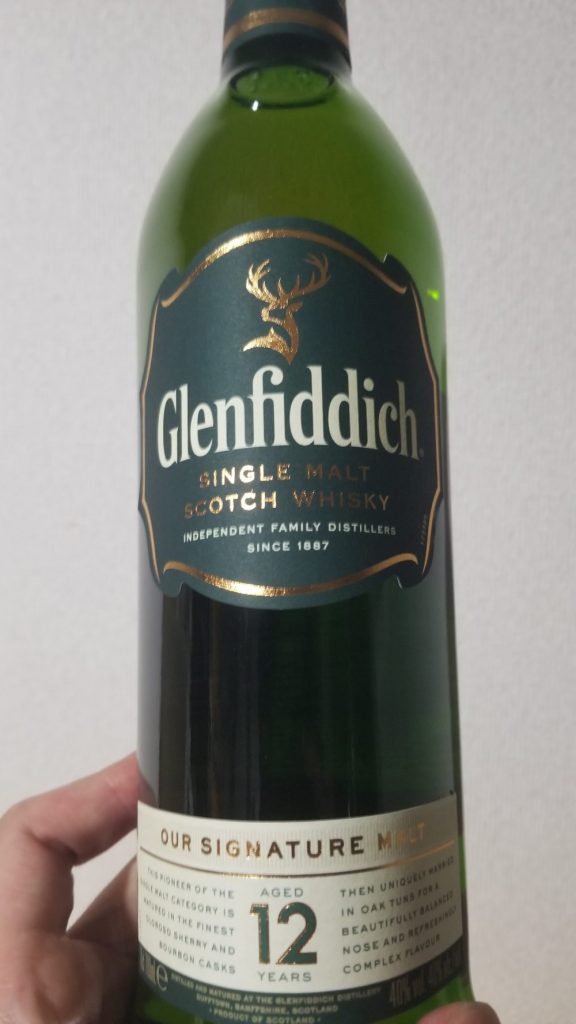 Glenfiddich
SINGLE MALT
SCOTCH WHISKY
INDEPENDENT FAMILY DISTILLERS
SINCE 1887
OUR SIGNATURE MALT
THIS PIONEER OF THE
SINGLE MALT CATEGORY IS
MATURED IN THE FINEST
OLOROSO SHERRY AND
BOURBON CASKS
AGED
12
YEARS
THEN UNIQUELY MARRIED
IN OAK TUNS FOR A
BEAUTIFULLY BALANCED
NOSE AND REFRESHINGLY
COMPLEX FLAVOUR
DISTILLED AND MATURED AT THE GLENFIDDICH DISTILLERY
DUFFTOWN, BANFFSHIRE, SCOTLAND
• PRODUCT OF SCOTLAND •
40% vol